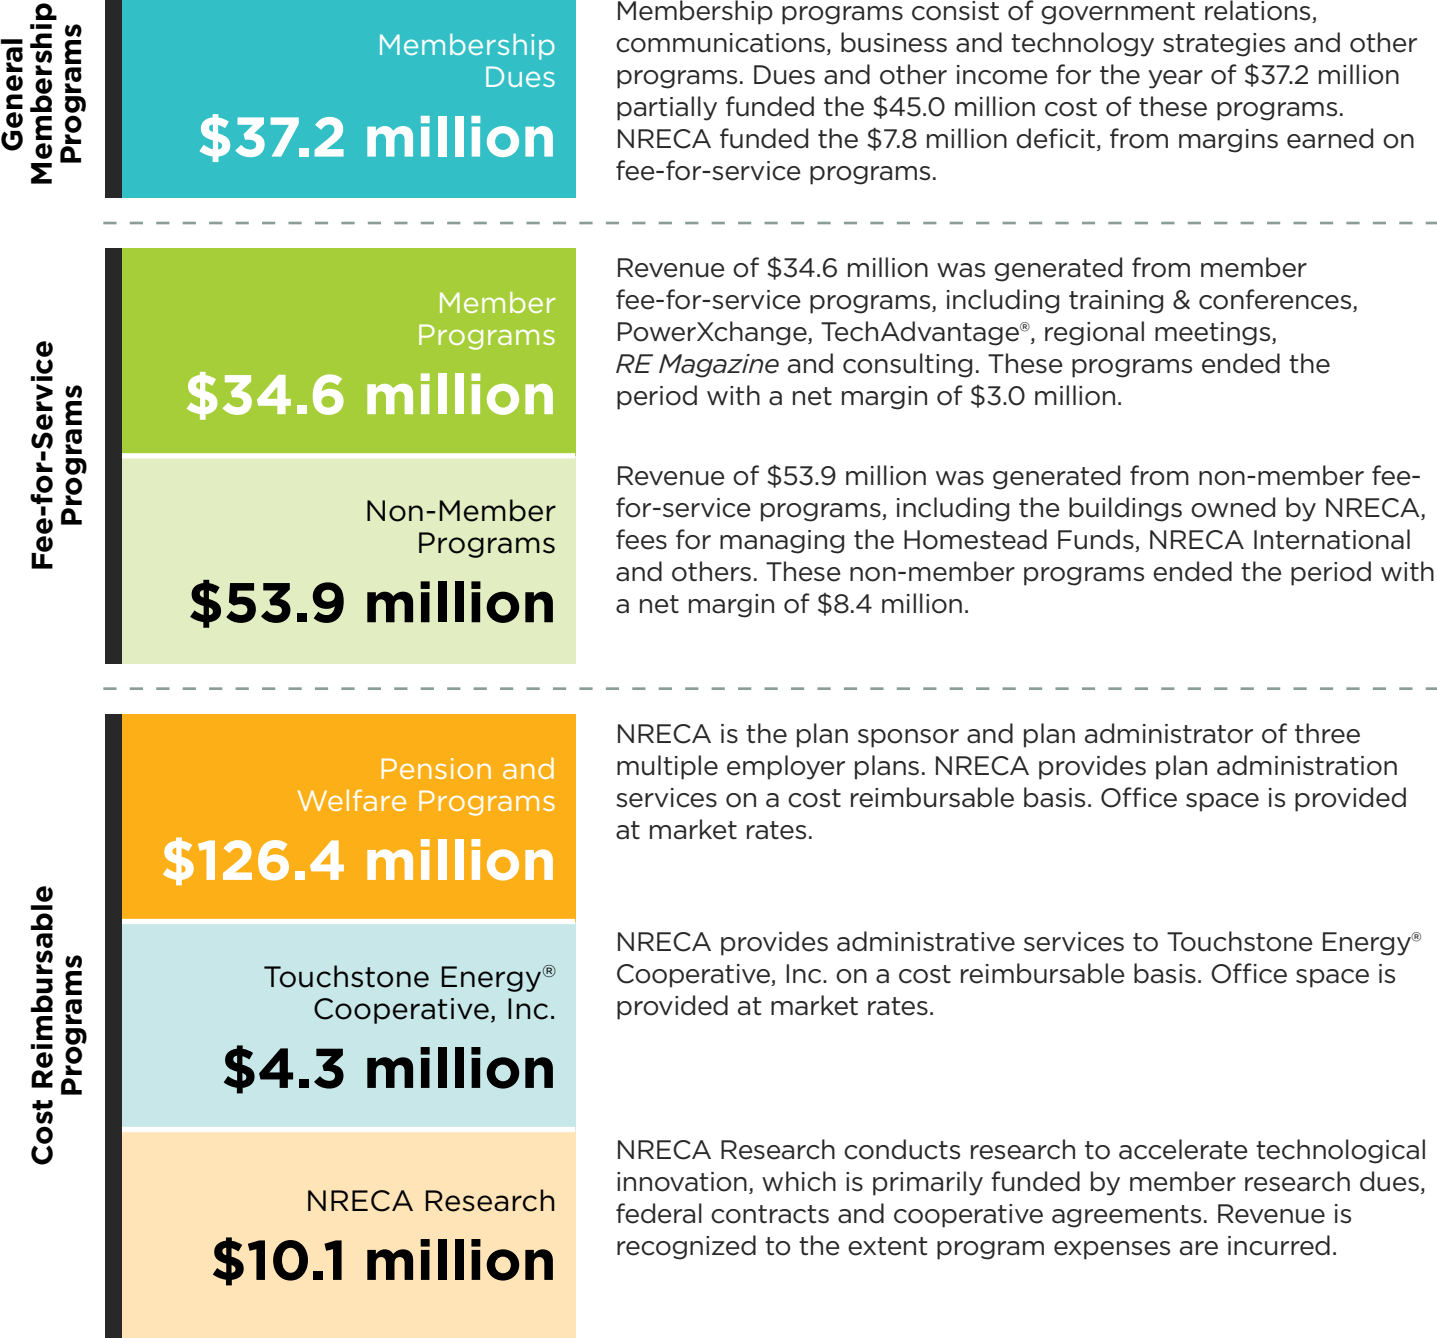 General
Membership
Programs
Membership
Dues
$37.2 million
Membership programs consist of government relations,
communications, business and technology strategies and other
programs. Dues and other income for the year of $37.2 million
partially funded the $45.0 million cost of these programs.
NRECA funded the $7.8 million deficit, from margins earned on
fee-for-service programs.
Fee-for-Service
Programs
Member
Programs
$34.6 million
Revenue of $34.6 million was generated from member
fee-for-service programs, including training & conferences,
PowerXchange, TechAdvantage®, regional meetings,
RE Magazine and consulting. These programs ended the
period with a net margin of $3.0 million.
Non-Member
Programs
$53.9 million
Revenue of $53.9 million was generated from non-member fee-
for-service programs, including the buildings owned by NRECA,
fees for managing the Homestead Funds, NRECA International
and others. These non-member programs ended the period with
a net margin of $8.4 million.
Cost Reimbursable
Programs
Pension and
Welfare Programs
$126.4 million
NRECA is the plan sponsor and plan administrator of three
multiple employer plans. NRECA provides plan administration
services on a cost reimbursable basis. Office space is provided
at market rates.
Touchstone Energy®
Cooperative, Inc.
$4.3 million
NRECA provides administrative services to Touchstone Energy®
Cooperative, Inc. on a cost reimbursable basis. Office space is
provided at market rates.
NRECA Research
$10.1 million
NRECA Research conducts research to accelerate technological
innovation, which is primarily funded by member research dues,
federal contracts and cooperative agreements. Revenue is
recognized to the extent program expenses are incurred.